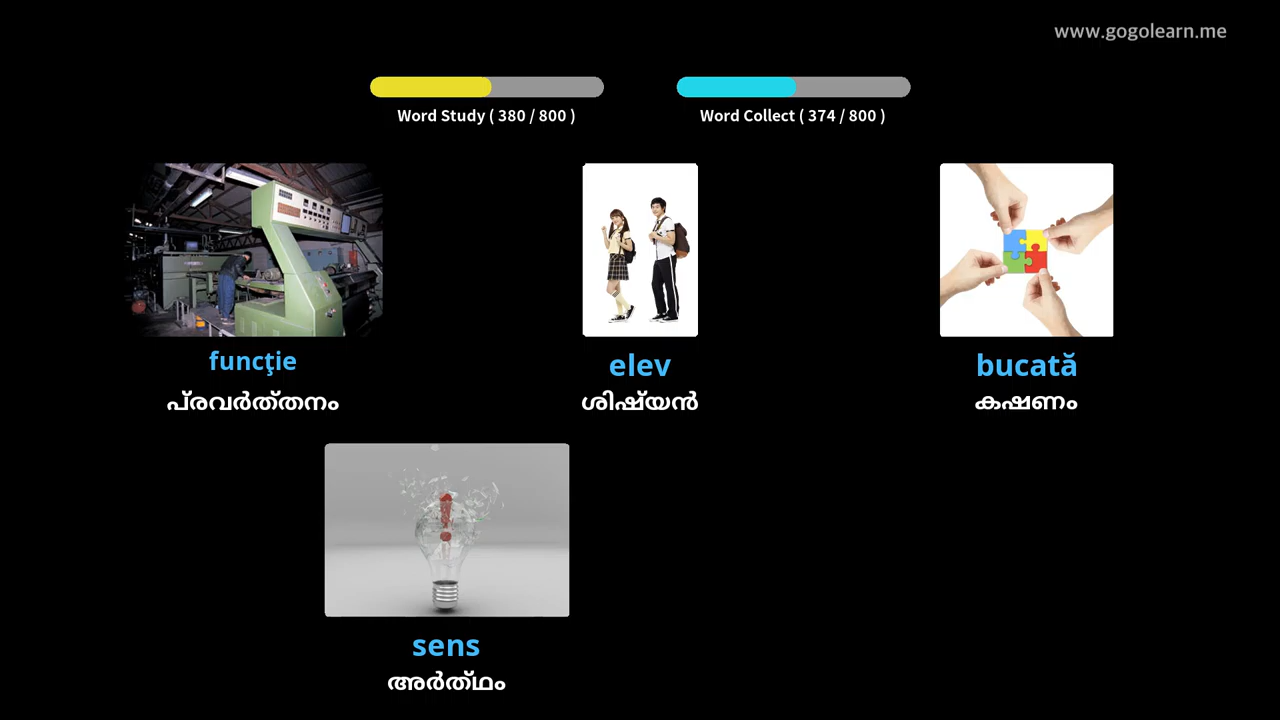 www.gogolearn.me
Word Study ( 380 / 800 )
Word Collect ( 374 / 800 )
funcţie
elev
bucată
പ്രവർത്തനം
ശിഷ്യൻ
കഷണം
sens
അർത്ഥം